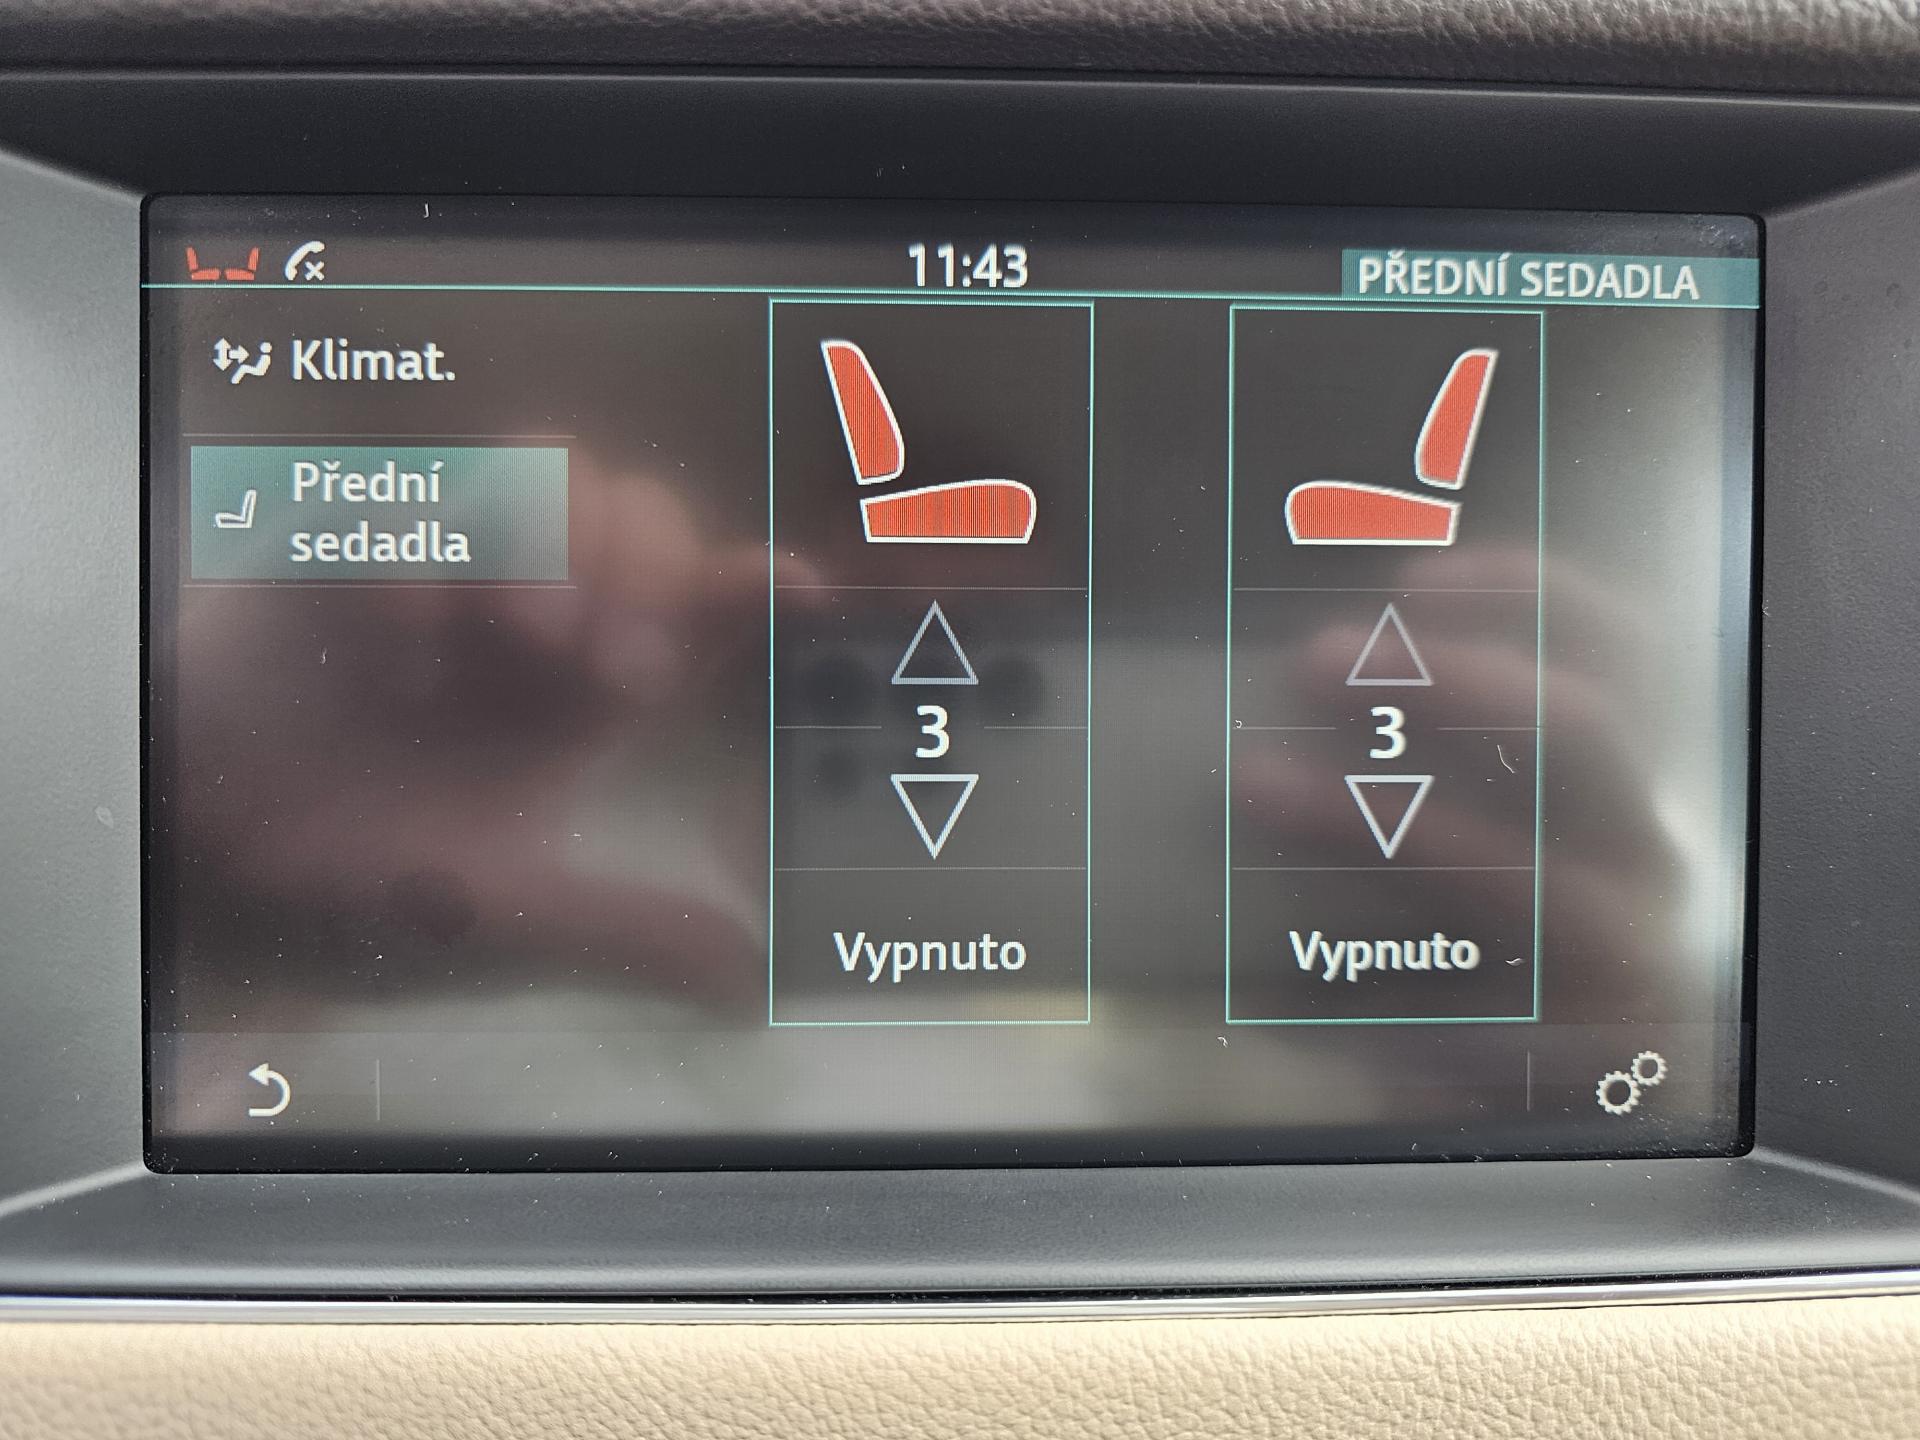 11:43
PŘEDNÍ SEDADLA
Klimat.
Přední
sedadla
3
3
Vypnuto
Vypnuto